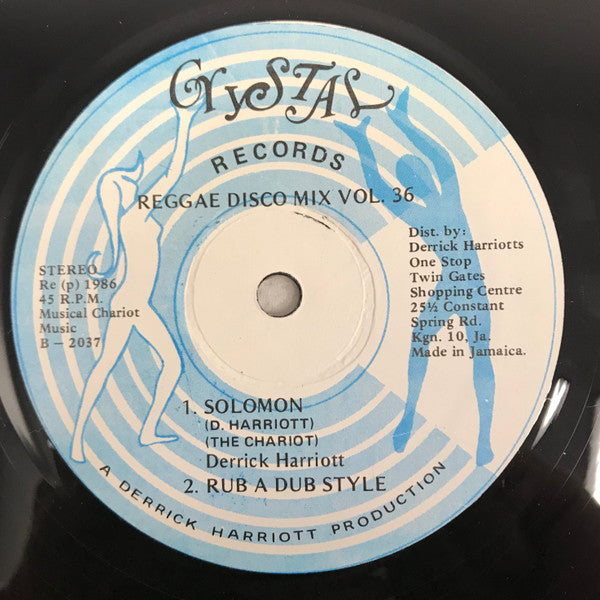 CRySTAL
RECORDS
REGGAE DISCO MIX VOL. 36
STEREO
Re (p) 1986
45 R.P.M.
Musical Chariot
Music
B – 2037
Dist. by:
Derrick Harriotts
One Stop
Twin Gates
Shopping Centre
25½ Constant
Spring Rd.
Kgn. 10, Ja.
Made in Jamaica.
1. SOLOMON
(D. HARRIOTT)
(THE CHARIOT)
Derrick Harriott
2. RUB A DUB STYLE
A DERRICK HARRIOTT PRODUCTION